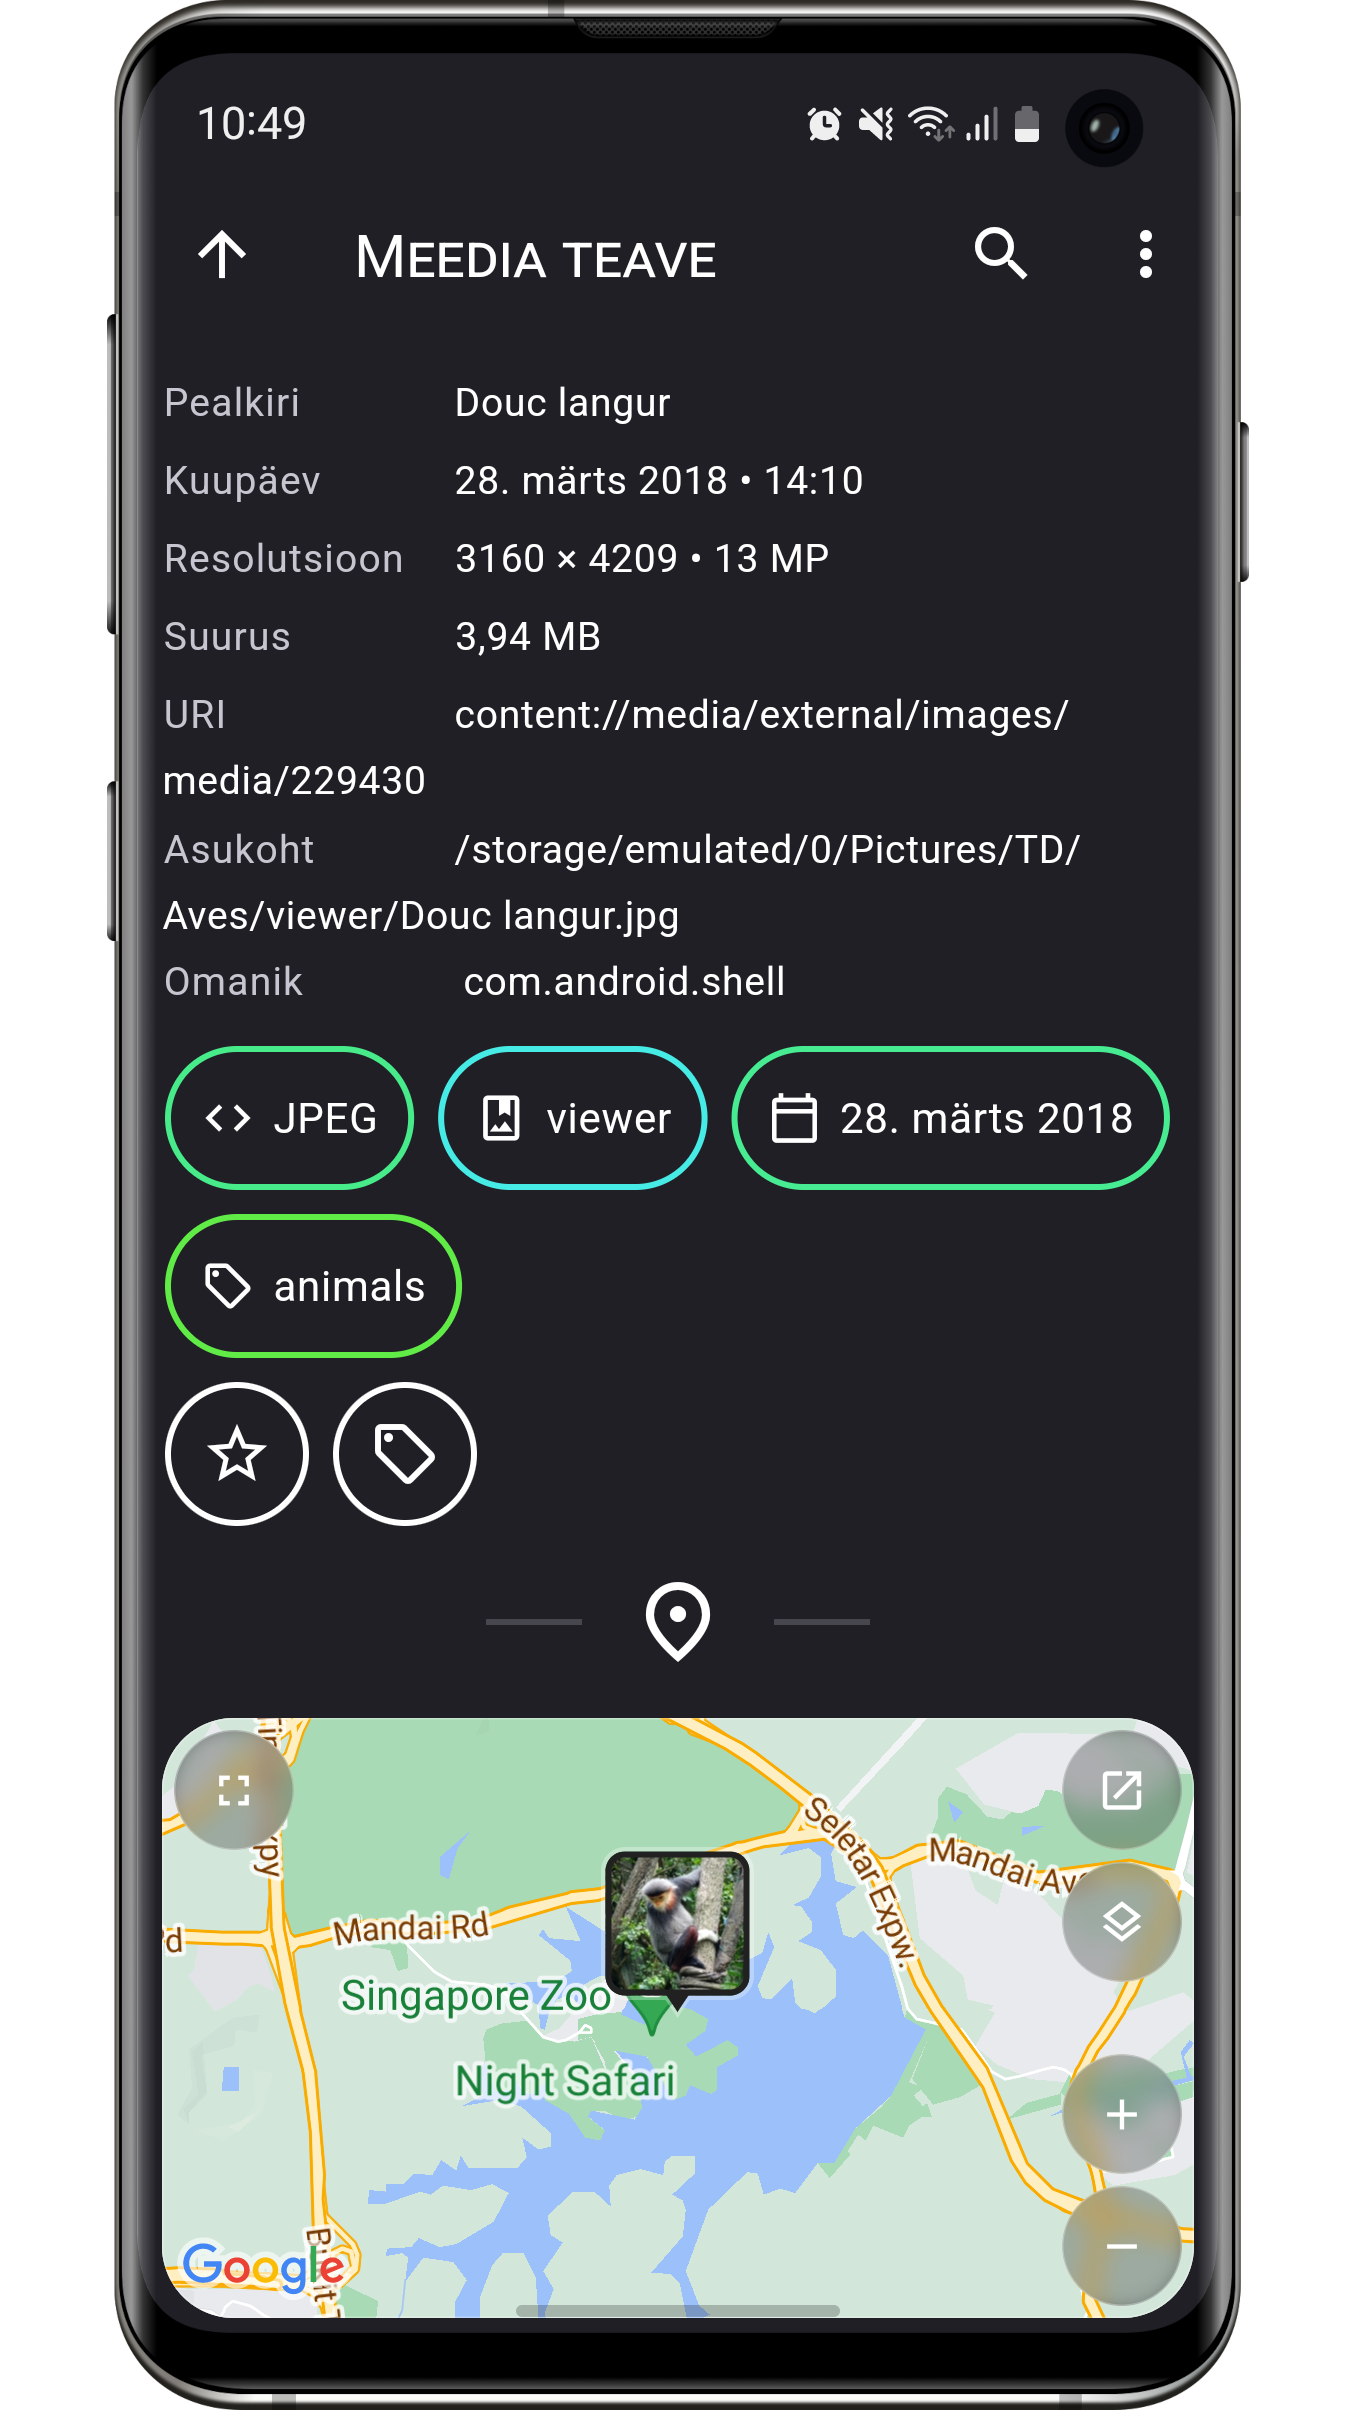 10:49
MEEDIA TEAVE
Pealkiri Douc langur
Kuupäev 28. märts 2018 • 14:10
Resolutsioon 3160 × 4209 • 13 MP
Suurus 3,94 MB
URI content://media/external/images/
media/229430
Asukoht /storage/emulated/0/Pictures/TD/
Aves/viewer/Douc langur.jpg
Omanik com.android.shell
JPEG viewer 28. märts 2018
animals
Seletar Expw.
Mandai Ave
Mandai Rd
Singapore Zoo
Night Safari
Google